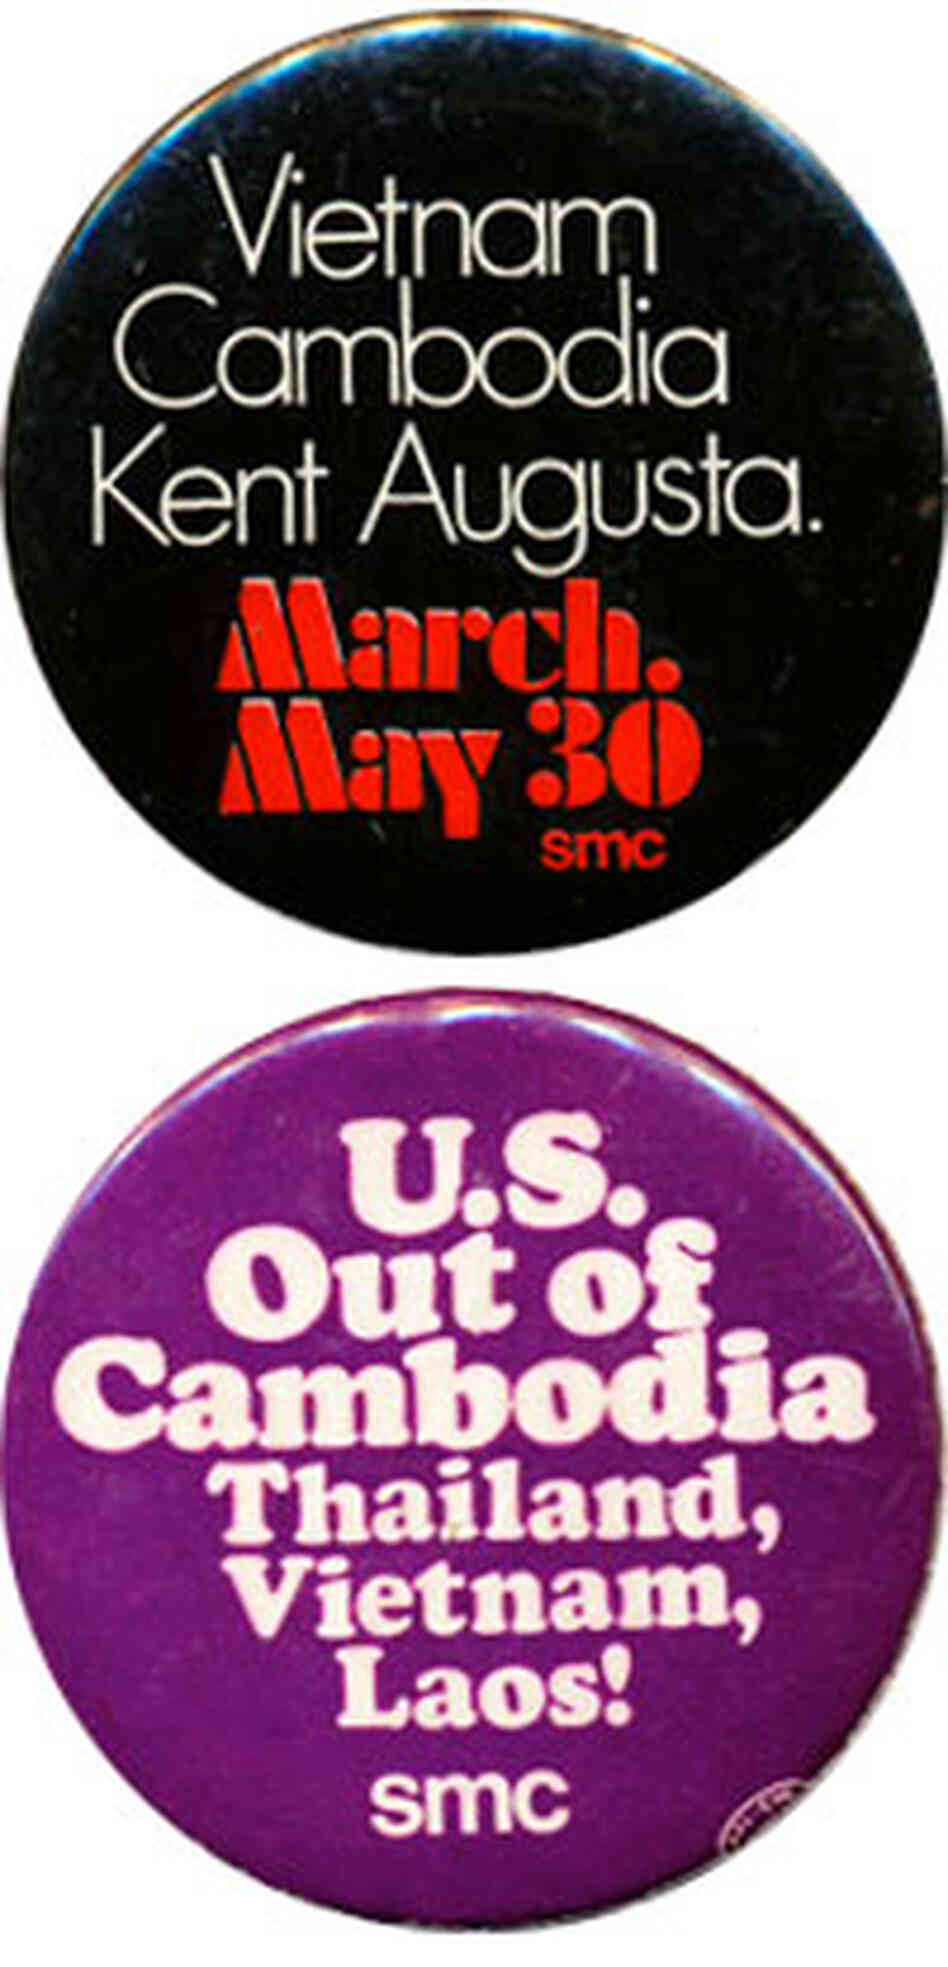 Vietnam
Cambodia
Kent Augusta.
March.
May 30
smc
U.S.
Out of
Cambodia
Thailand,
Vietnam,
Laos!
smc